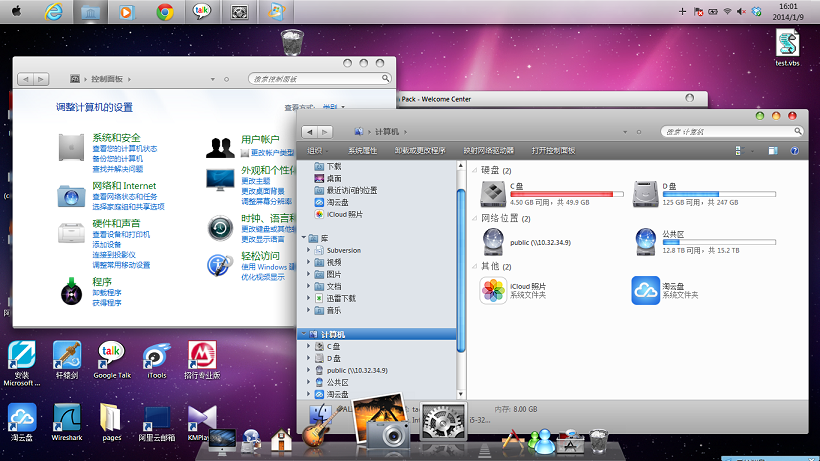 16:01
2014/1/9
test.vbs
控制面板
搜索控制面板
调整计算机的设置
查看方式:
类别
系统和安全
查看您的计算机状态
备份您的计算机
查找并解决问题
网络和 Internet
查看网络状态和任务
选择家庭组和共享选项
硬件和声音
查看设备和打印机
添加设备
连接到投影仪
调整常用移动设置
程序
卸载程序
获得程序
用户帐户
更改帐户类型
外观和个性化
更改主题
更改桌面背景
调整屏幕分辨率
时钟、语言和
更改键盘或其他
更改显示语言
轻松访问
使用 Windows 建
优化视频显示
Pack - Welcome Center
计算机
搜索 计算机
组织
系统属性
卸载或更改程序
映射网络驱动器
打开控制面板
下载
桌面
最近访问的位置
淘云盘
iCloud 照片
库
Subversion
视频
图片
文档
迅雷下载
音乐
计算机
C 盘
D 盘
public (\\10.32.34.9)
公共区
淘云盘
硬盘 (2)
C 盘
4.50 GB 可用，共 49.9 GB
D 盘
125 GB 可用，共 247 GB
网络位置 (2)
public (\\10.32.34.9)
公共区
12.8 TB 可用，共 15.2 TB
其他 (2)
iCloud 照片
系统文件夹
淘云盘
系统文件夹
内存: 8.00 GB
i5-32...
安装
Microsoft ...
轩辕剑
talk
Google Talk
iTools
招行专业版
淘云盘
Wireshark
pages
阿里云邮箱
KMPla